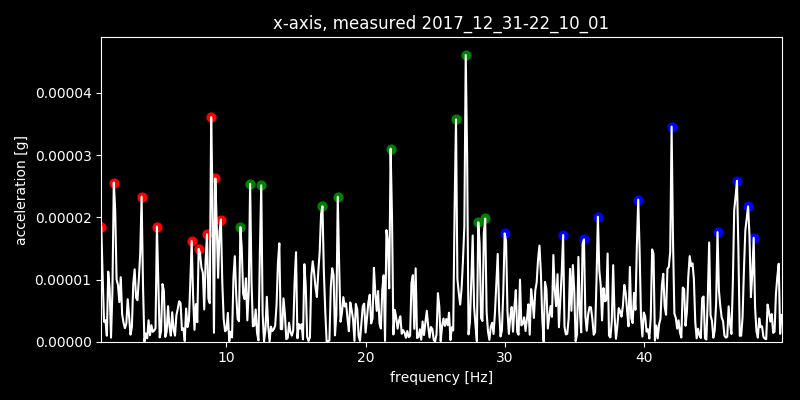 x-axis, measured 2017_12_31-22_10_01
0.00004
0.00003
0.00002
0.00001
0.00000
acceleration [g]
10 20 30 40
frequency [Hz]